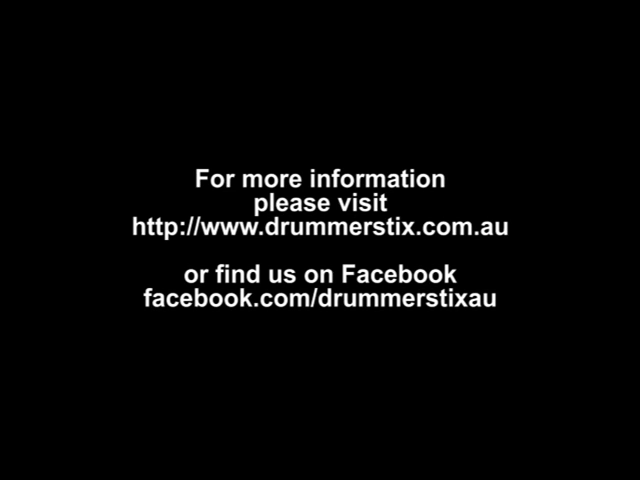 For more information
please visit
http://www.drummerstix.com.au
or find us on Facebook
facebook.com/drummerstixau